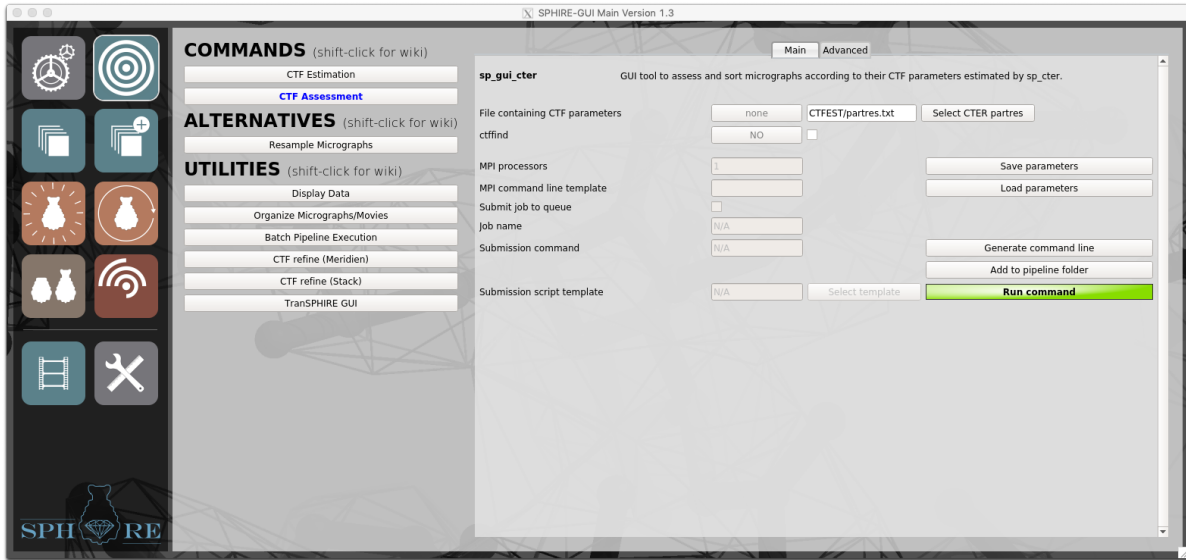 SPHIRE-GUI Main Version 1.3
COMMANDS (shift-click for wiki)
CTF Estimation
CTF Assessment
ALTERNATIVES (shift-click for wiki)
Resample Micrographs
UTILITIES (shift-click for wiki)
Display Data
Organize Micrographs/Movies
Batch Pipeline Execution
CTF refine (Meridien)
CTF refine (Stack)
TranSPHIRE GUI
SPHIRE
Main Advanced
sp_gui_cter GUI tool to assess and sort micrographs according to their CTF parameters estimated by sp_cter.
File containing CTF parameters none CTFEST/partres.txt Select CTER partres
ctffind NO
MPI processors 1 Save parameters
MPI command line template Load parameters
Submit job to queue
Job name N/A
Submission command N/A Generate command line
Add to pipeline folder
Submission script template N/A Select template Run command